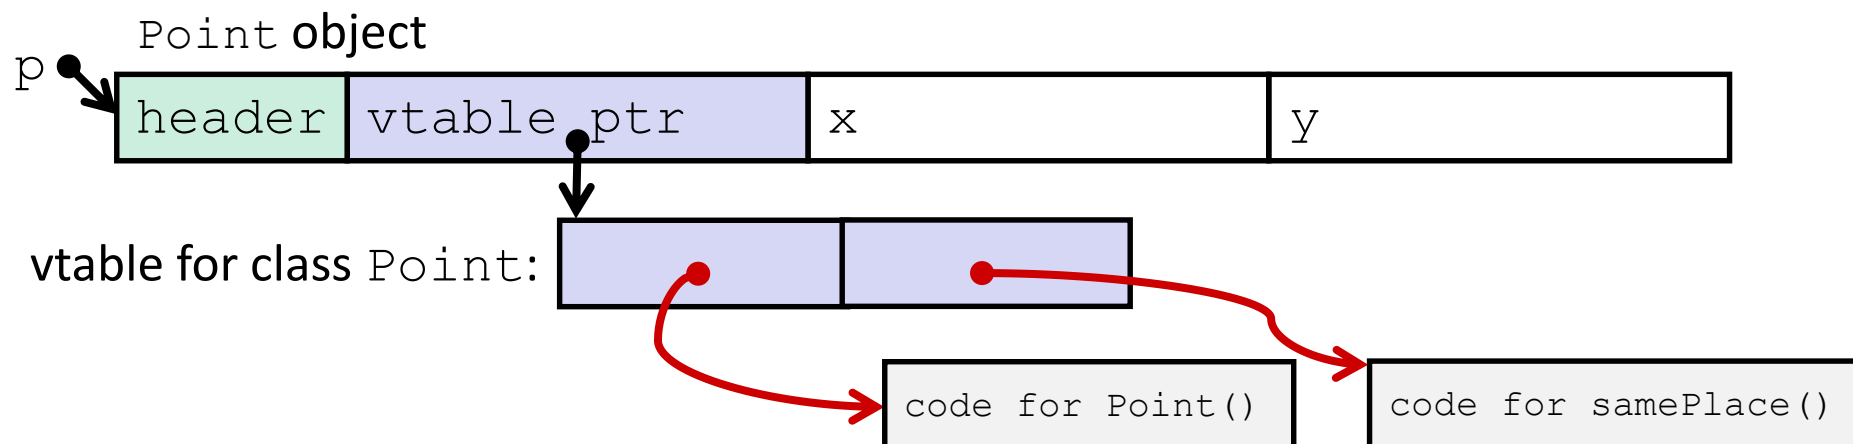 Point object
p
header vtable ptr x y
vtable for class Point:
code for Point() code for samePlace()